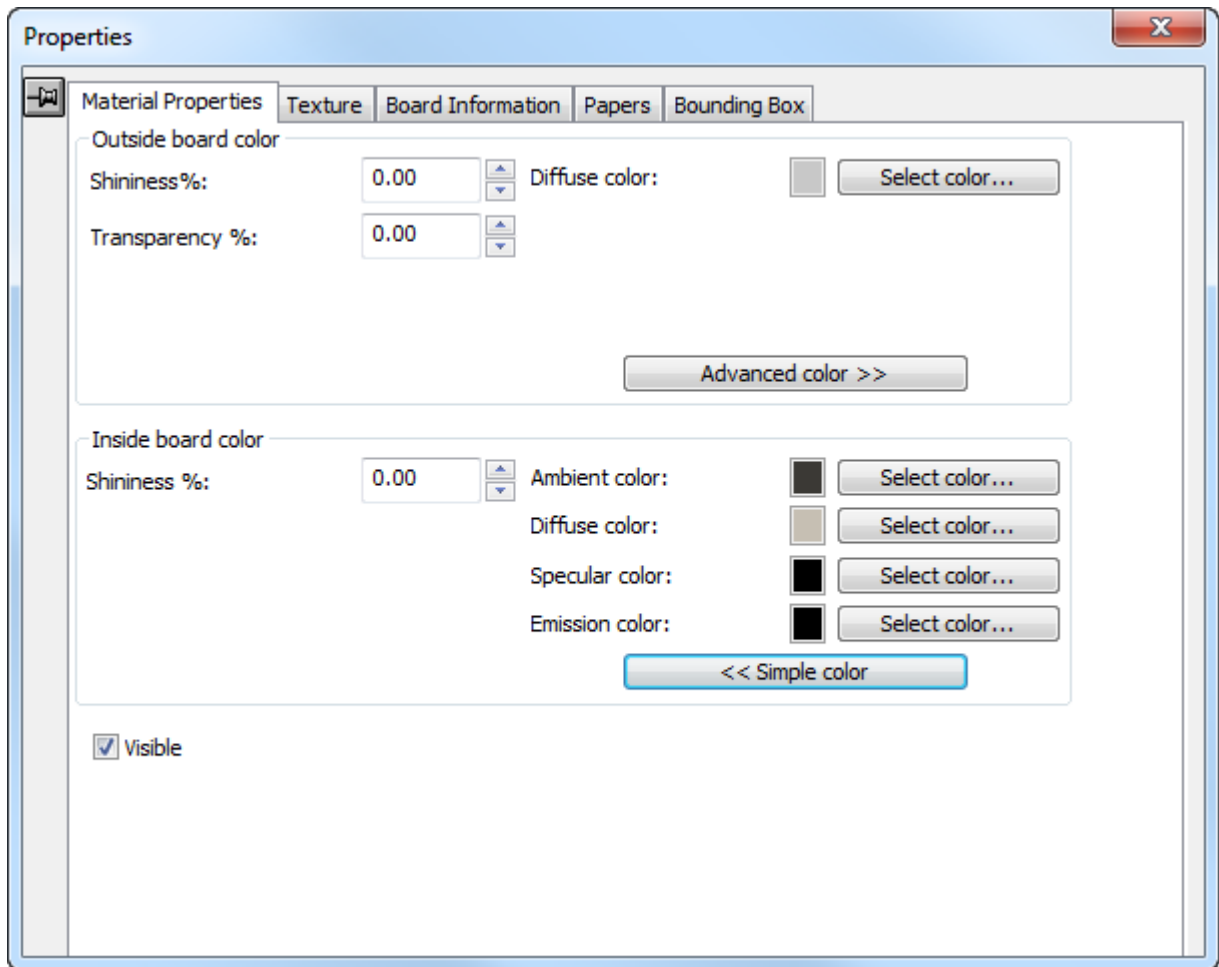 Properties
Material Properties Texture Board Information Papers Bounding Box
Outside board color
Shininess%: 0.00 Diffuse color: Select color...
Transparency %: 0.00
Advanced color >>
Inside board color
Shininess %: 0.00 Ambient color: Select color...
Diffuse color: Select color...
Specular color: Select color...
Emission color: Select color...
<< Simple color
Visible